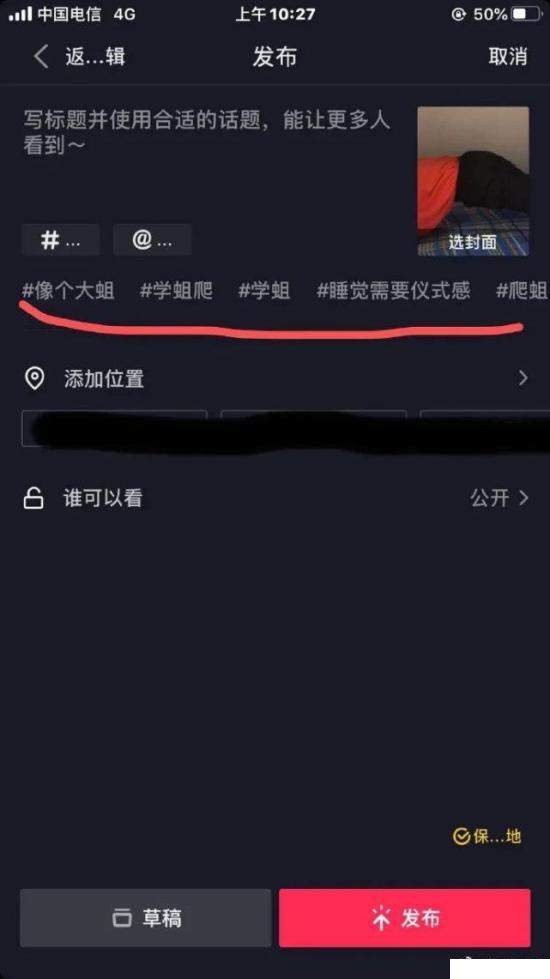 中国电信 4G 上午10:27 50%
返...辑 发布 取消
写标题并使用合适的话题，能让更多人
看到～
选封面
# ... @ ...
#像个大蛆 #学蛆爬 #学蛆 #睡觉需要仪式感 #爬蛆
添加位置
谁可以看 公开
保...地
草稿 发布